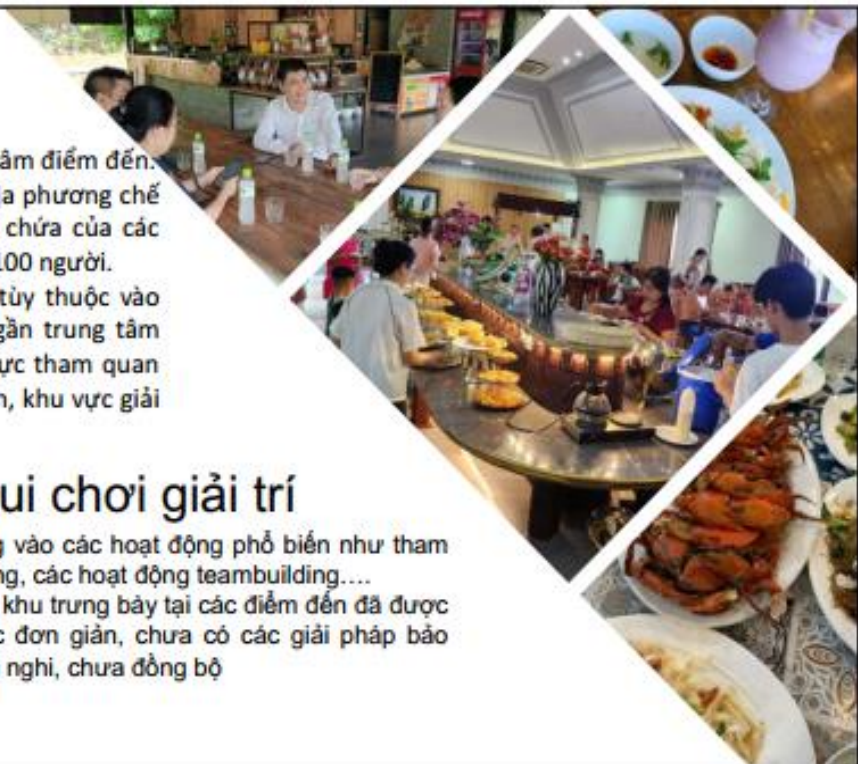 âm điểm đến.
a phương chế
chứa của các
100 người.
tùy thuộc vào
gần trung tâm
ực tham quan
n, khu vực giải
ui chơi giải trí
g vào các hoạt động phổ biến như tham
ng, các hoạt động teambuilding….
khu trưng bày tại các điểm đến đã được
c đơn giản, chưa có các giải pháp bảo
nghi, chưa đồng bộ